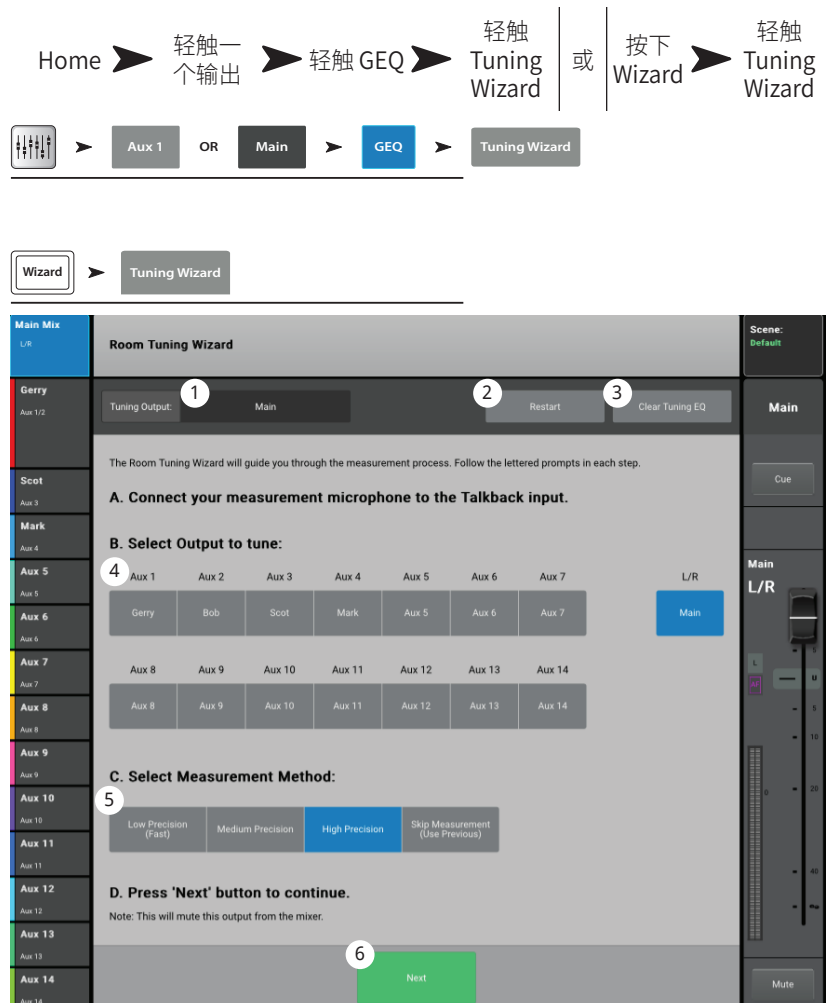 Home 轻触一个输出 轻触 GEQ 轻触 Tuning Wizard 或 按下 Wizard 轻触 Tuning Wizard
Aux 1 OR Main GEQ Tuning Wizard
Wizard Tuning Wizard
Main Mix
L/R
Room Tuning Wizard
Scene:
Default
Gerry
Aux 1/2
Scot
Aux 3
Mark
Aux 4
Aux 5
Aux 5
Aux 6
Aux 6
Aux 7
Aux 7
Aux 8
Aux 8
Aux 9
Aux 9
Aux 10
Aux 10
Aux 11
Aux 11
Aux 12
Aux 12
Aux 13
Aux 13
Aux 14
Aux 14
1 2 3
Tuning Output: Main Restart Clear Tuning EQ
The Room Tuning Wizard will guide you through the measurement process. Follow the lettered prompts in each step.
A. Connect your measurement microphone to the Talkback input.
B. Select Output to tune:
4
Aux 1 Aux 2 Aux 3 Aux 4 Aux 5 Aux 6 Aux 7 L/R
Gerry Bob Scot Mark Aux 5 Aux 6 Aux 7 Main
Aux 8 Aux 9 Aux 10 Aux 11 Aux 12 Aux 13 Aux 14
Aux 8 Aux 9 Aux 10 Aux 11 Aux 12 Aux 13 Aux 14
C. Select Measurement Method:
5
Low Precision (Fast) Medium Precision High Precision Skip Measurement (Use Previous)
D. Press 'Next' button to continue.
Note: This will mute this output from the mixer.
6
Next
Main
Cue
Main
L/R
5
L
U
5
10
20
40
∞
Mute